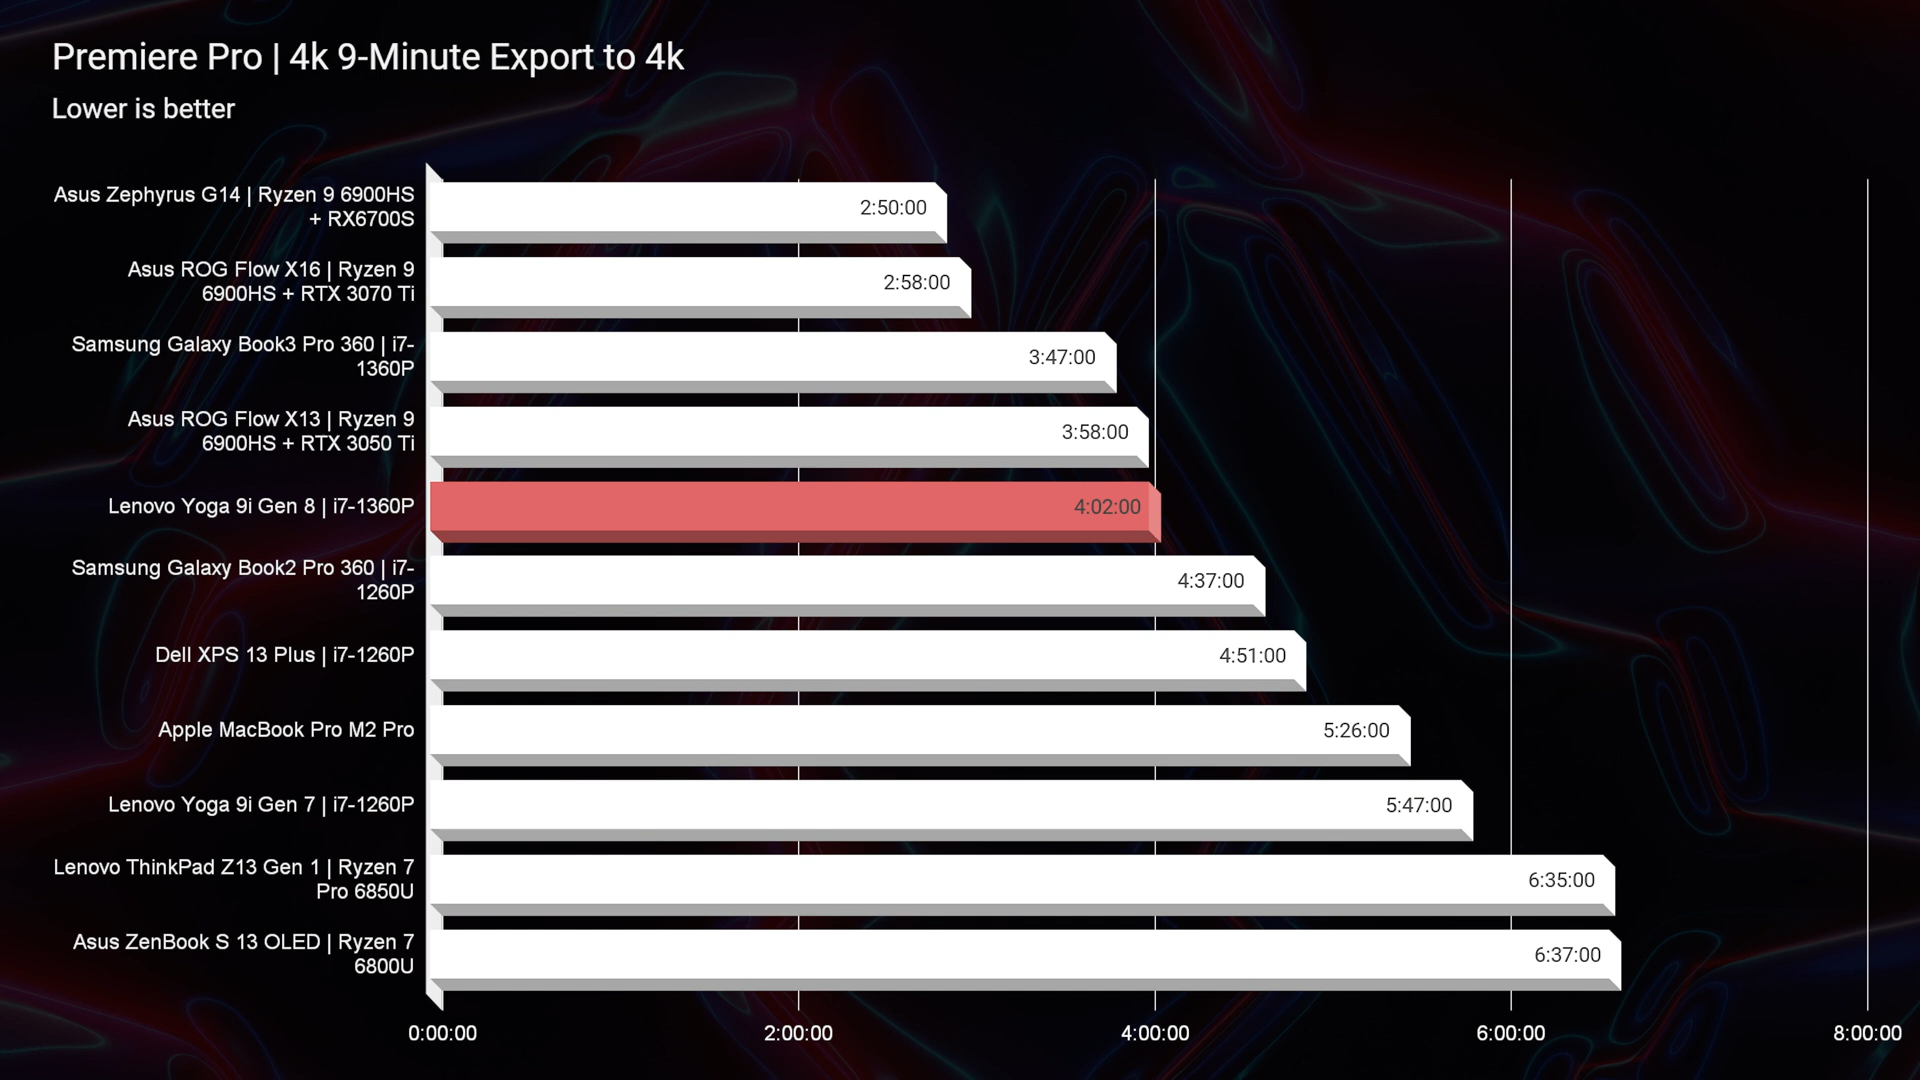 Premiere Pro | 4k 9-Minute Export to 4k
Lower is better
Asus Zephyrus G14 | Ryzen 9 6900HS
+ RX6700S
2:50:00
Asus ROG Flow X16 | Ryzen 9
6900HS + RTX 3070 Ti
2:58:00
Samsung Galaxy Book3 Pro 360 | i7-
1360P
3:47:00
Asus ROG Flow X13 | Ryzen 9
6900HS + RTX 3050 Ti
3:58:00
Lenovo Yoga 9i Gen 8 | i7-1360P
4:02:00
Samsung Galaxy Book2 Pro 360 | i7-
1260P
4:37:00
Dell XPS 13 Plus | i7-1260P
4:51:00
Apple MacBook Pro M2 Pro
5:26:00
Lenovo Yoga 9i Gen 7 | i7-1260P
5:47:00
Lenovo ThinkPad Z13 Gen 1 | Ryzen 7
Pro 6850U
6:35:00
Asus ZenBook S 13 OLED | Ryzen 7
6800U
6:37:00
0:00:00
2:00:00
4:00:00
6:00:00
8:00:00